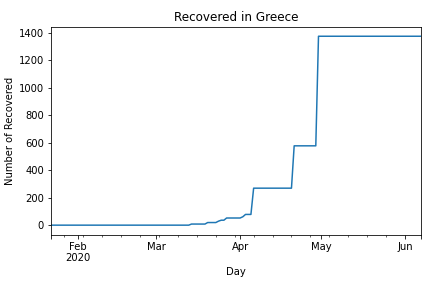 Recovered in Greece
1400
1200
1000
800
600
400
200
0
Number of Recovered
Feb
2020
Mar
Apr
May
Jun
Day